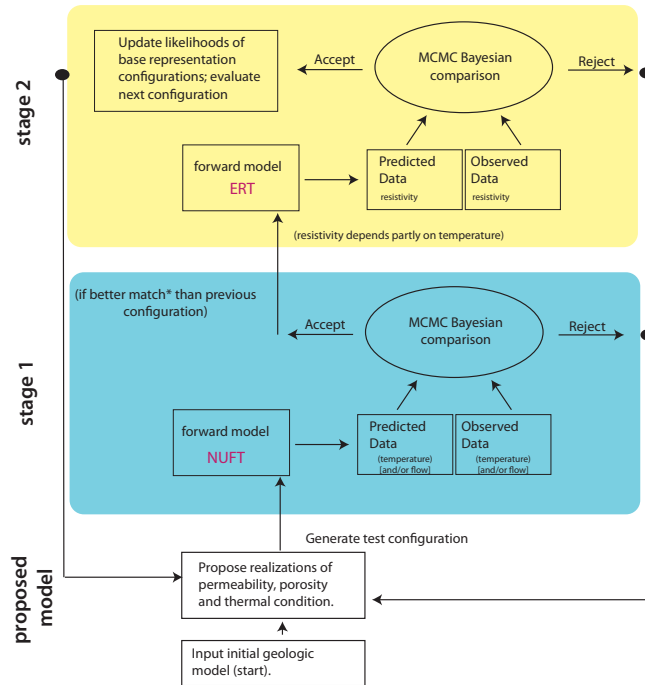 stage 2
Update likelihoods of
base representation
configurations; evaluate
next configuration
Accept
MCMC Bayesian
comparison
Reject
forward model
ERT
Predicted
Data
resistivity
Observed
Data
resistivity
(resistivity depends partly on temperature)
stage 1
(if better match* than previous
configuration)
Accept
MCMC Bayesian
comparison
Reject
forward model
NUFT
Predicted
Data
(temperature)
[and/or flow]
Observed
Data
(temperature)
[and/or flow]
Generate test configuration
proposed
model
Propose realizations of
permeability, porosity
and thermal condition.
Input initial geologic
model (start).